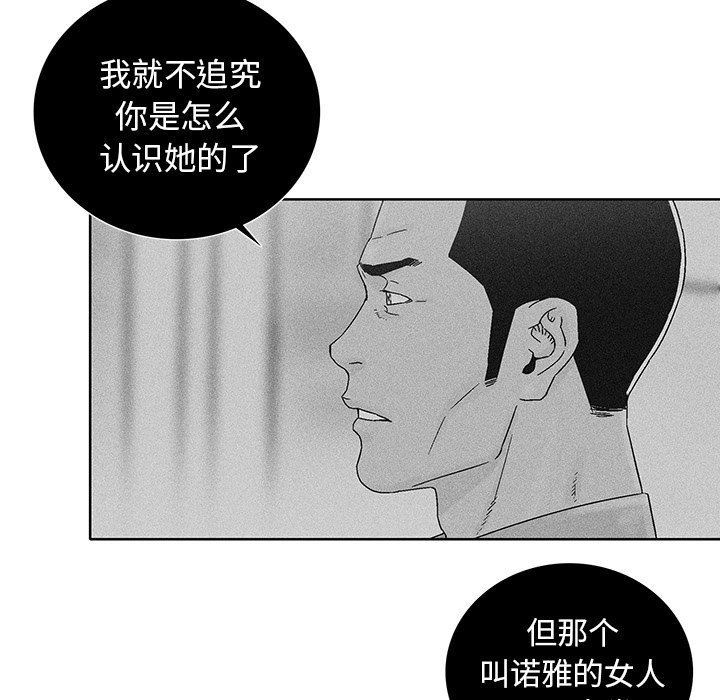 我就不追究
你是怎么
认识她的了
但那个
叫诺雅的女人